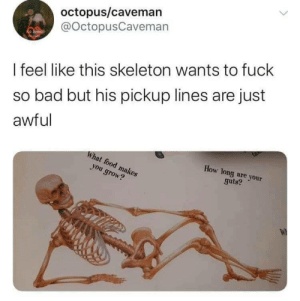 octopus/caveman
@OctopusCaveman
I feel like this skeleton wants to fuck
so bad but his pickup lines are just
awful
What food makes
you grow?
How long are your
guts?